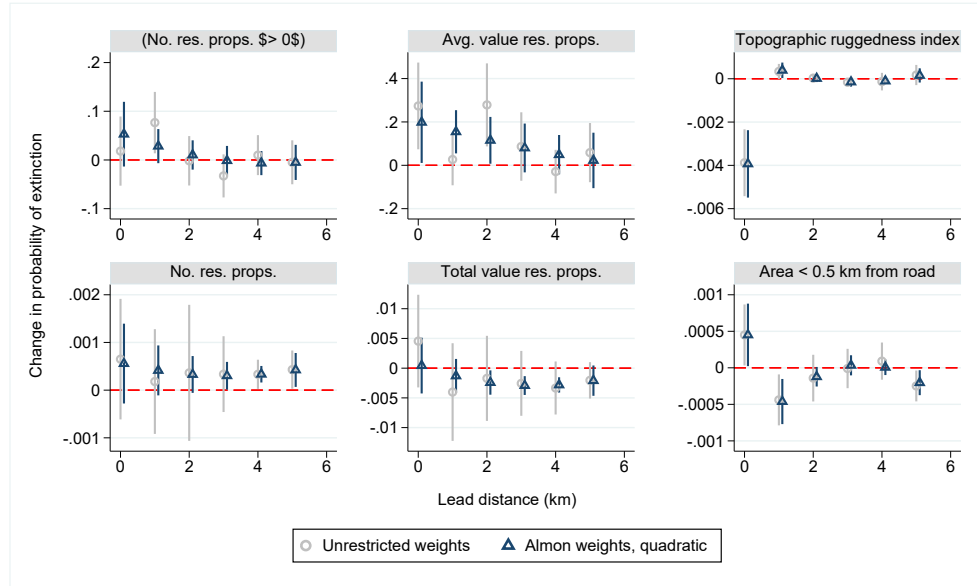 (No. res. props. $> 0$)
Avg. value res. props.
Topographic ruggedness index
.2
.1
0
-.1
0 2 4 6
.4
.2
0
-.2
0 2 4 6
0
-.002
-.004
-.006
0 2 4 6
Change in probability of extinction
No. res. props.
Total value res. props.
Area < 0.5 km from road
.002
.001
0
-.001
0 2 4 6
.01
.005
0
-.005
-.01
0 2 4 6
.001
.0005
0
-.0005
-.001
0 2 4 6
Lead distance (km)
Unrestricted weights
Almon weights, quadratic